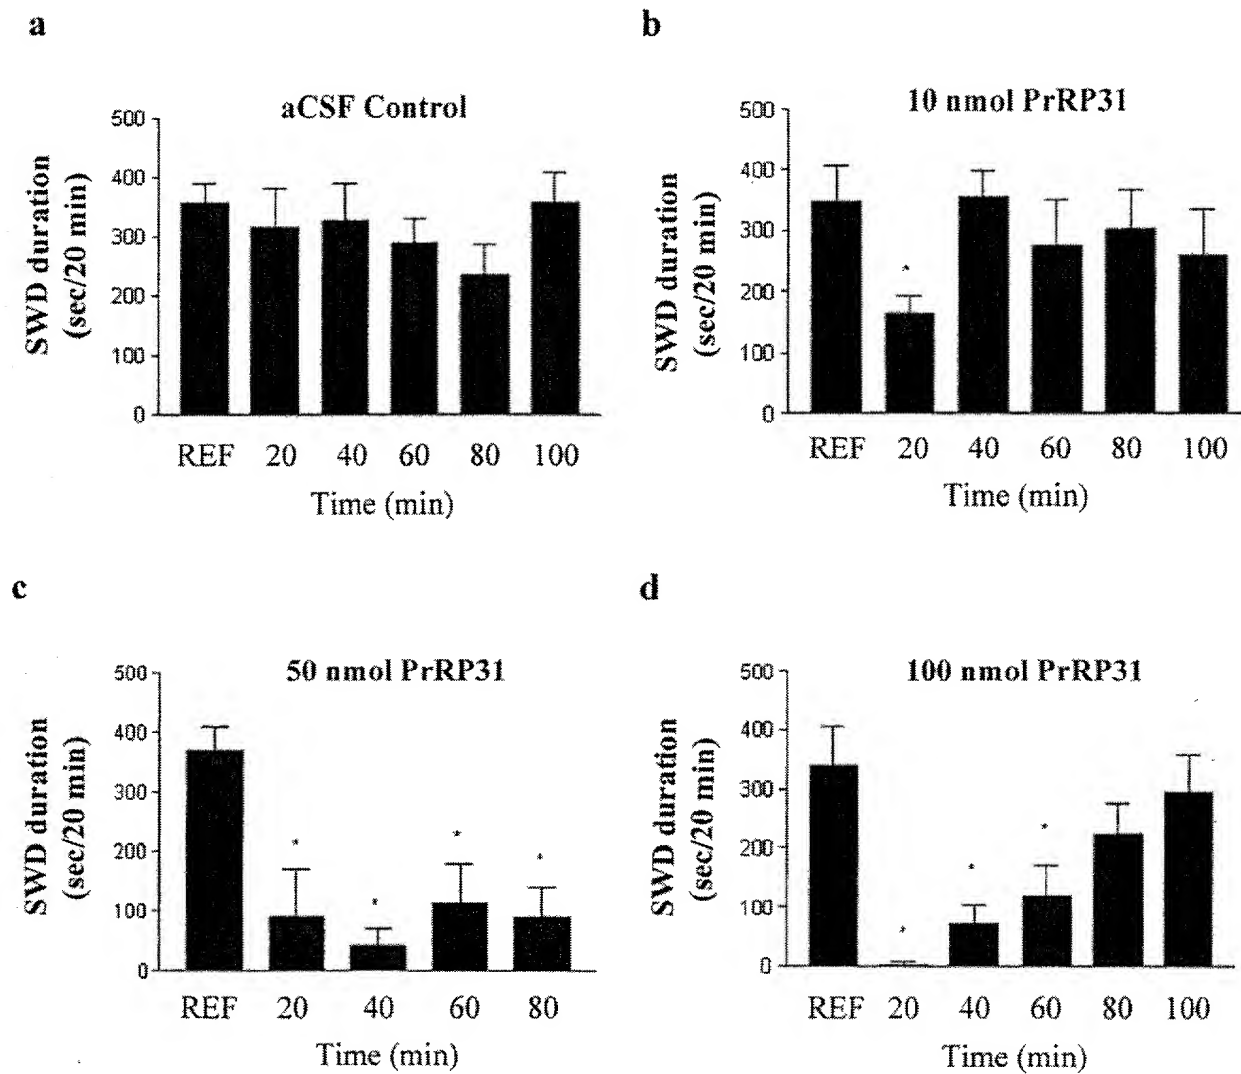 a
aCSF Control
SWD duration
(sec/20 min)
500
400
300
200
100
0
REF 20 40 60 80 100
Time (min)
b
10 nmol PrRP31
SWD duration
(sec/20 min)
500
400
300
200
100
0
REF 20 40 60 80 100
Time (min)
*
c
50 nmol PrRP31
SWD duration
(sec/20 min)
500
400
300
200
100
0
REF 20 40 60 80
Time (min)
* * * *
d
100 nmol PrRP31
SWD duration
(sec/20 min)
500
400
300
200
100
0
REF 20 40 60 80 100
Time (min)
* * *